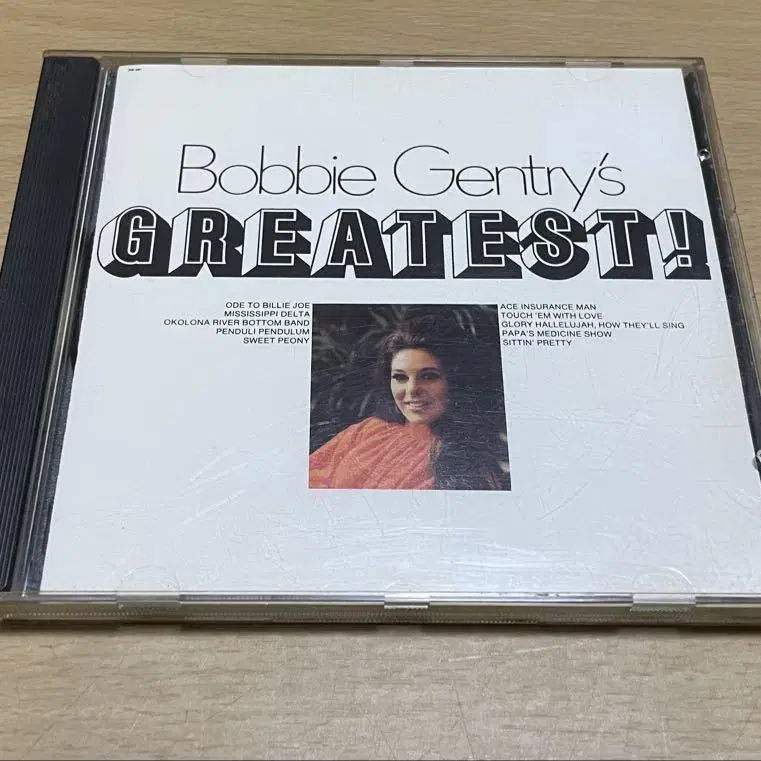 Bobbie Gentry's
GREATEST!
ODE TO BILLIE JOE
MISSISSIPPI DELTA
OKOLONA RIVER BOTTOM BAND
PENDULI PENDULUM
SWEET PEONY
ACE INSURANCE MAN
TOUCH 'EM WITH LOVE
GLORY HALLELUJAH, HOW THEY'LL SING
PAPA'S MEDICINE SHOW
SITTIN' PRETTY